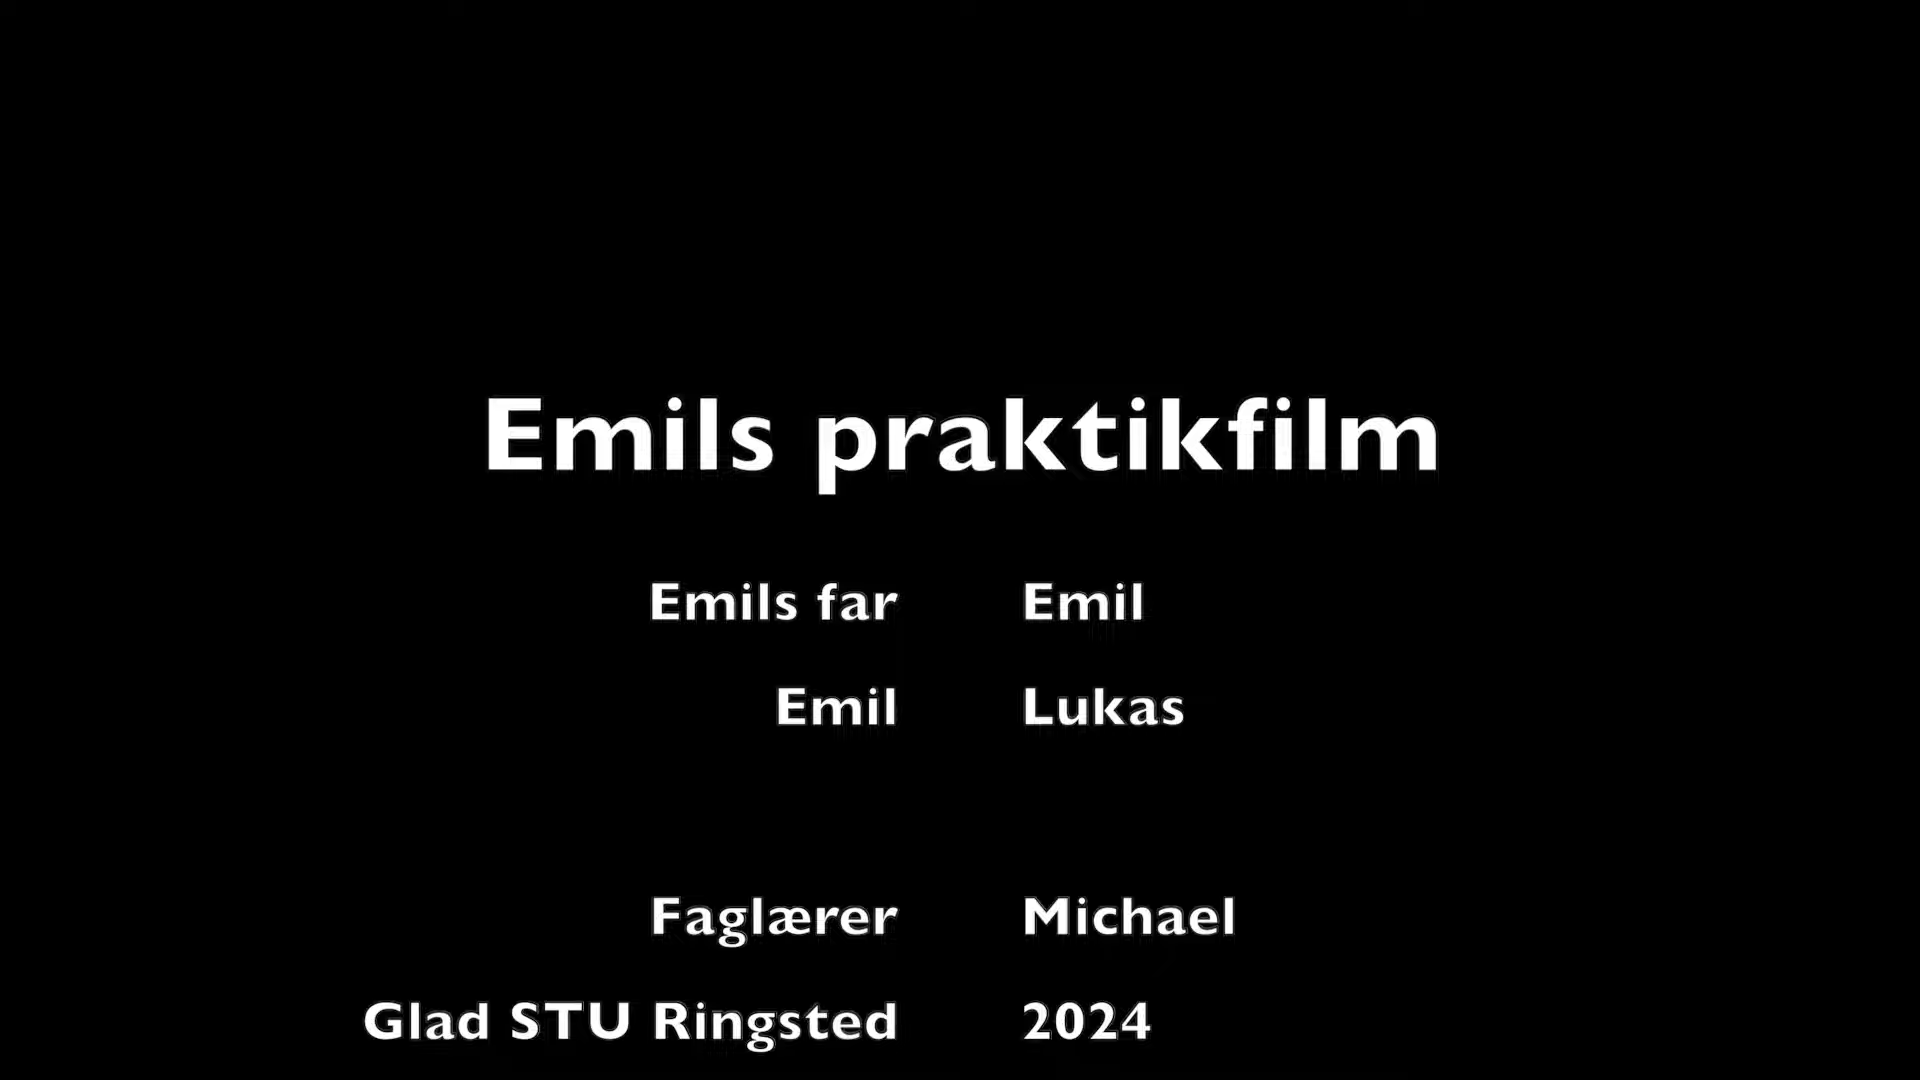 Emils praktikfilm
Emils far Emil
Emil Lukas
Faglærer Michael
Glad STU Ringsted 2024